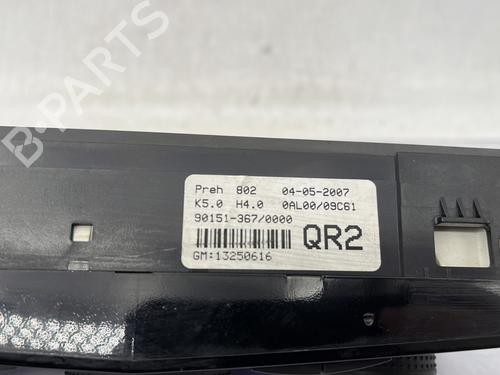 B-PARTS
Preh 802 04-05-2007
K5.0 H4.0 0AL00/09C61
90151-367/0000
QR2
GM:13250616